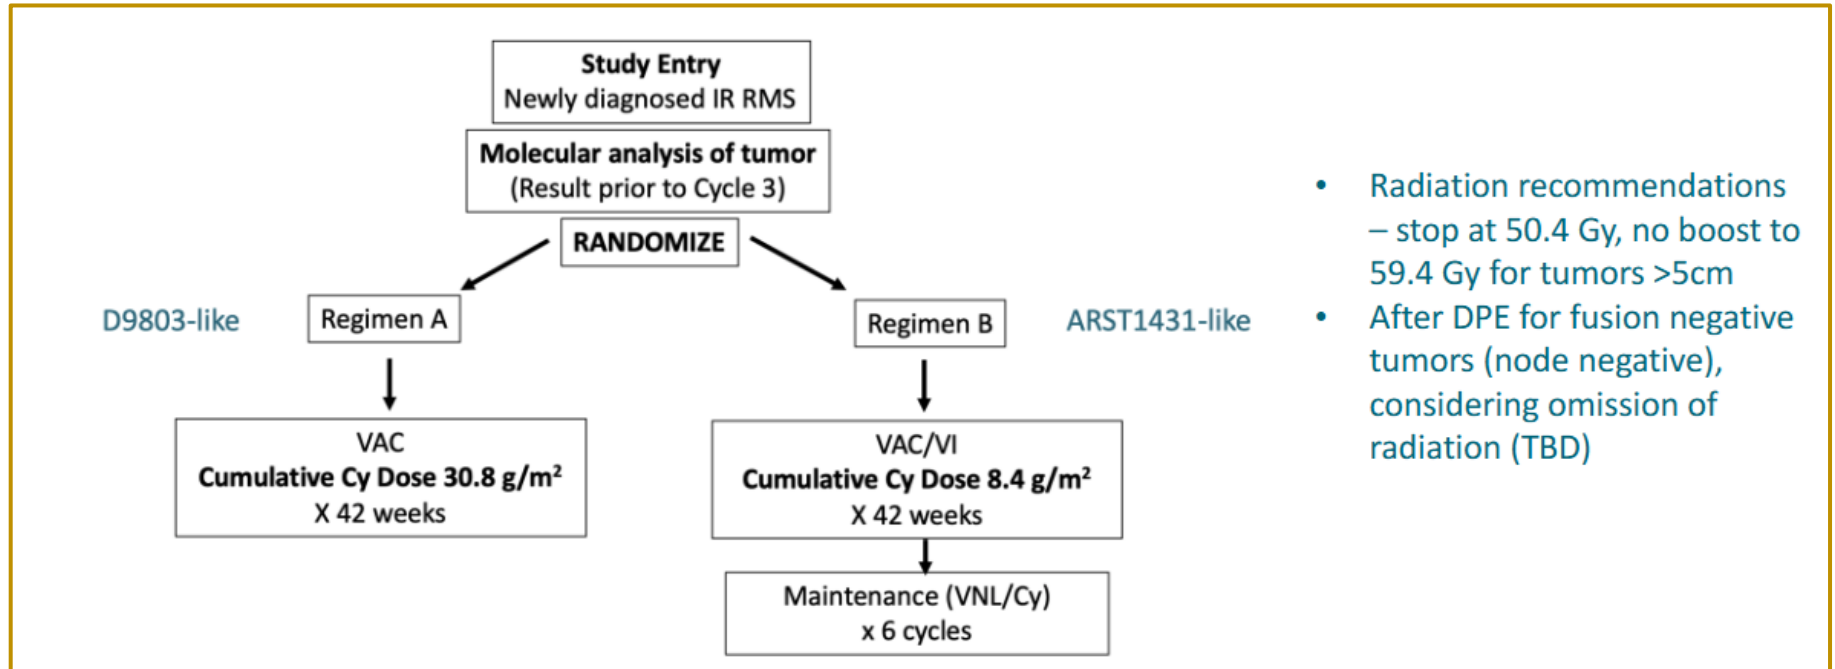 Study Entry
Newly diagnosed IR RMS
Molecular analysis of tumor
(Result prior to Cycle 3)
RANDOMIZE
D9803-like
Regimen A
Regimen B
ARST1431-like
VAC
Cumulative Cy Dose 30.8 g/m²
X 42 weeks
VAC/VI
Cumulative Cy Dose 8.4 g/m²
X 42 weeks
Maintenance (VNL/Cy)
x 6 cycles
• Radiation recommendations
– stop at 50.4 Gy, no boost to
59.4 Gy for tumors >5cm
• After DPE for fusion negative
tumors (node negative),
considering omission of
radiation (TBD)